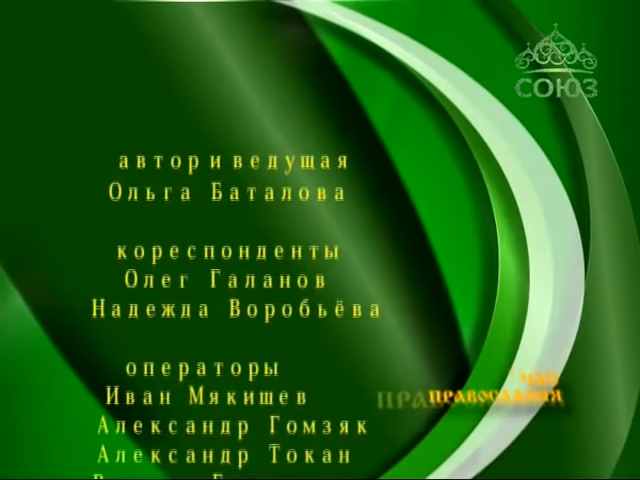 СОЮЗ
автор и ведущая
Ольга Баталова
кореспонденты
Олег Галанов
Надежда Воробьёва
операторы
Иван Мякишев
Александр Гомзяк
Александр Токан
ПРАВОСЛАВИЯ